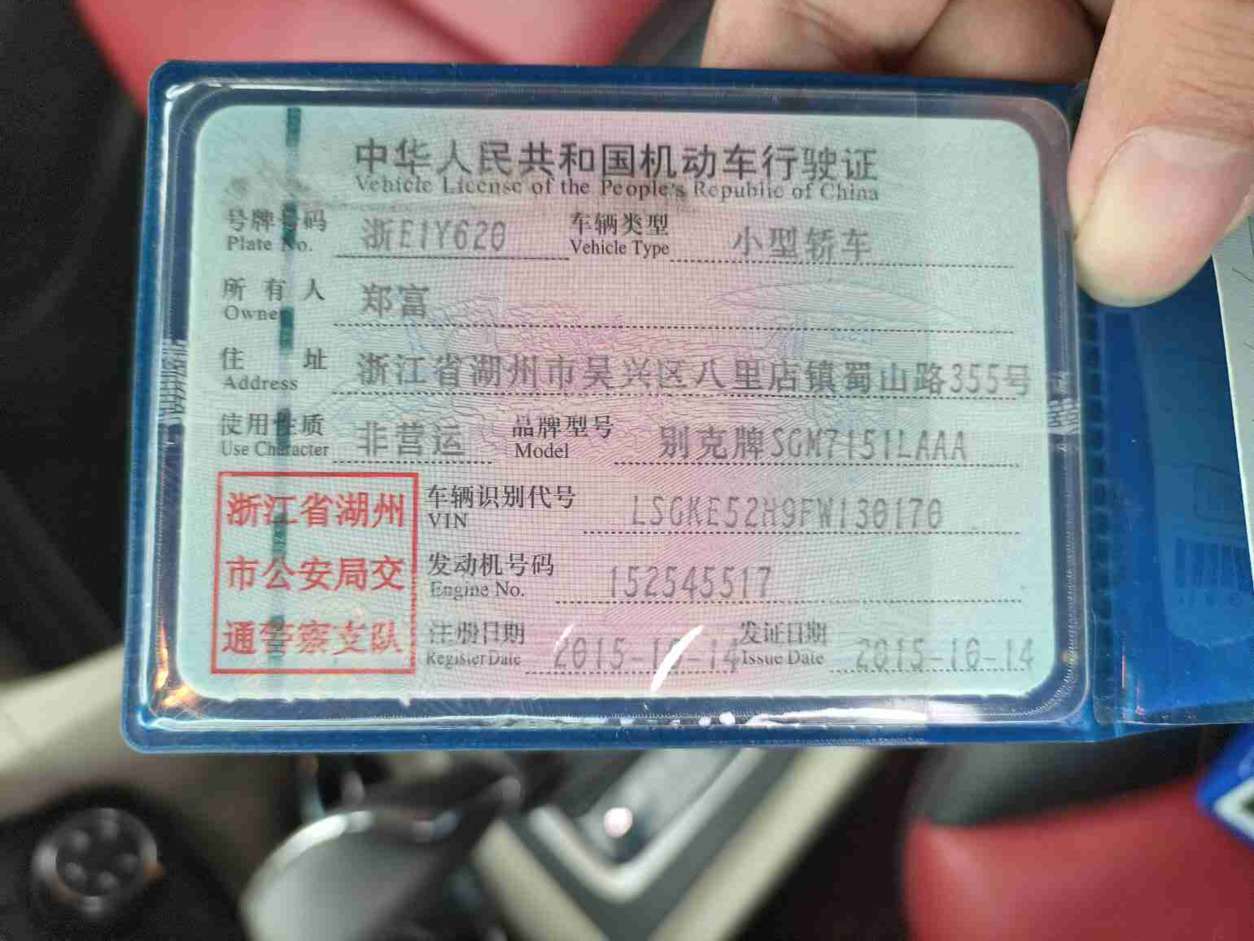 中华人民共和国机动车行驶证
Vehicle License of the People's Republic of China
号牌号码 浙E1Y620 车辆类型 小型轿车
Plate No. Vehicle Type
所有人 郑富
Owner
住址 浙江省湖州市吴兴区八里店镇蜀山路355号
Address
使用性质 非营运 品牌型号 别克牌SGM7151LAAA
Use Character Model
浙江省湖州
市公安局交
通警察支队
车辆识别代号 LSGKE52H9FW130170
VIN
发动机号码 152545517
Engine No.
注册日期 2015-10-14 发证日期 2015-10-14
Register Date Issue Date